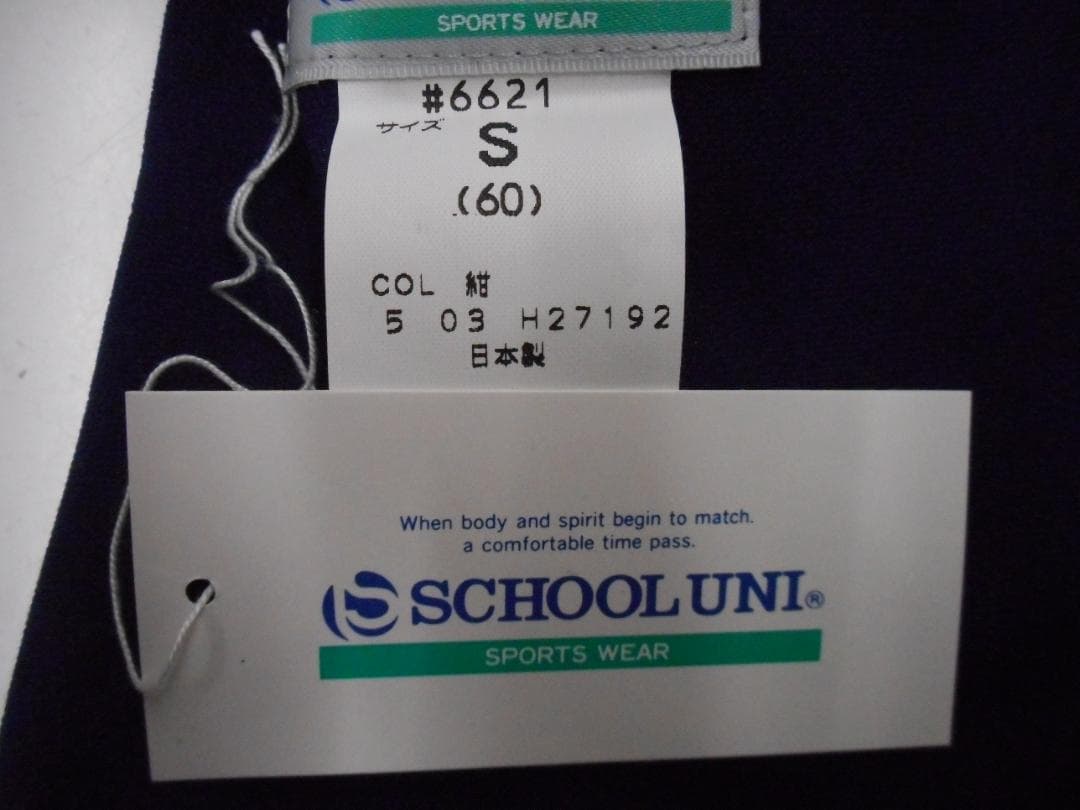 SPORTS WEAR
#6621
サイズ S
(60)
COL 紺
5 03 H27192
日本製
When body and spirit begin to match.
a comfortable time pass.
SCHOOL UNI®
SPORTS WEAR